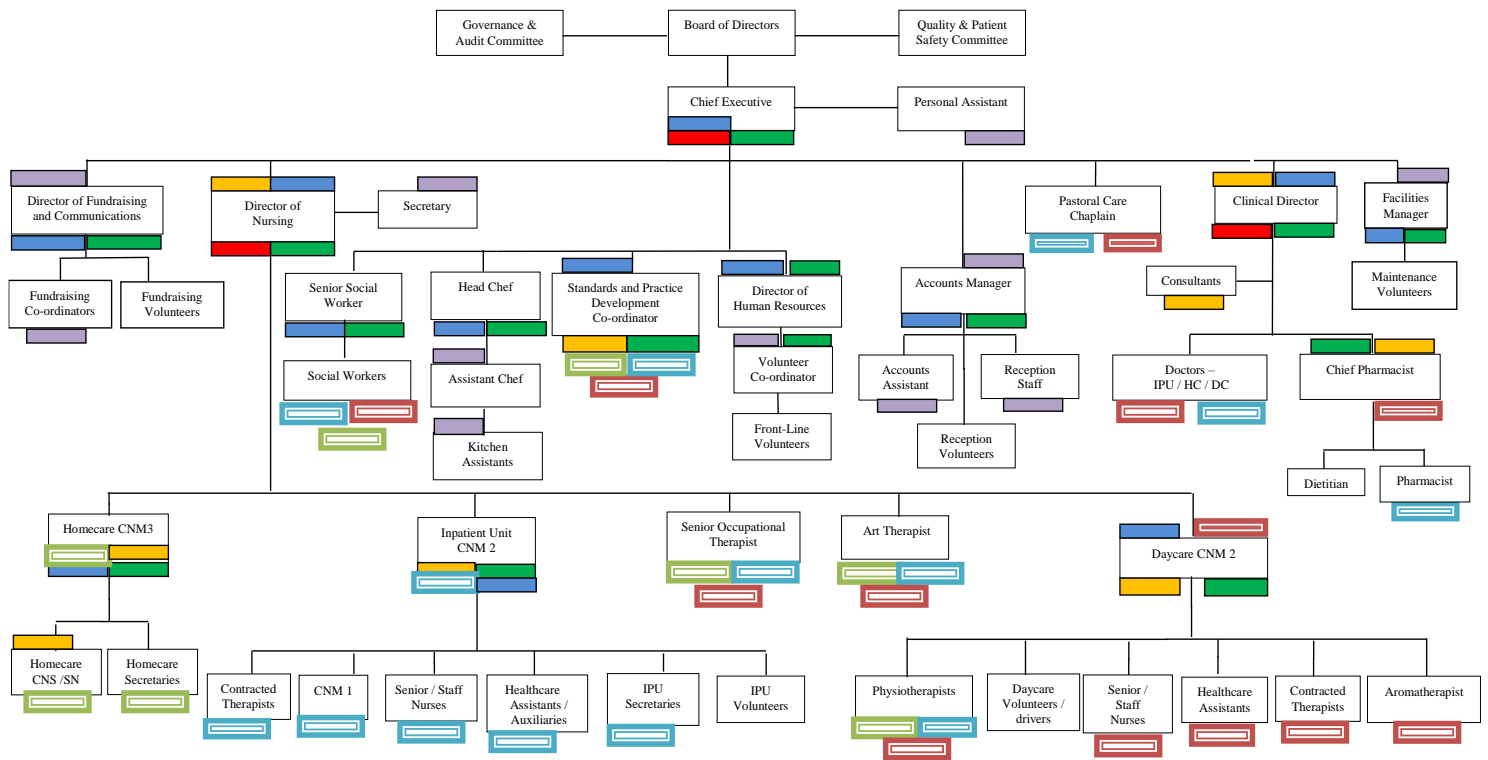 Governance &
Audit Committee
Board of Directors
Quality & Patient
Safety Committee
Chief Executive
Personal Assistant
Director of Fundraising
and Communications
Director of
Nursing
Secretary
Pastoral Care
Chaplain
Clinical Director
Facilities
Manager
Fundraising
Co-ordinators
Fundraising
Volunteers
Senior Social
Worker
Head Chef
Standards and Practice
Development
Co-ordinator
Director of
Human Resources
Accounts Manager
Consultants
Maintenance
Volunteers
Social Workers
Assistant Chef
Volunteer
Co-ordinator
Accounts
Assistant
Reception
Staff
Doctors –
IPU / HC / DC
Chief Pharmacist
Kitchen
Assistants
Front-Line
Volunteers
Reception
Volunteers
Dietitian
Pharmacist
Homecare CNM3
Inpatient Unit
CNM 2
Senior Occupational
Therapist
Art Therapist
Daycare CNM 2
Homecare
CNS /SN
Homecare
Secretaries
Contracted
Therapists
CNM 1
Senior / Staff
Nurses
Healthcare
Assistants /
Auxiliaries
IPU
Secretaries
IPU
Volunteers
Physiotherapists
Daycare
Volunteers /
drivers
Senior /
Staff
Nurses
Healthcare
Assistants
Contracted
Therapists
Aromatherapist